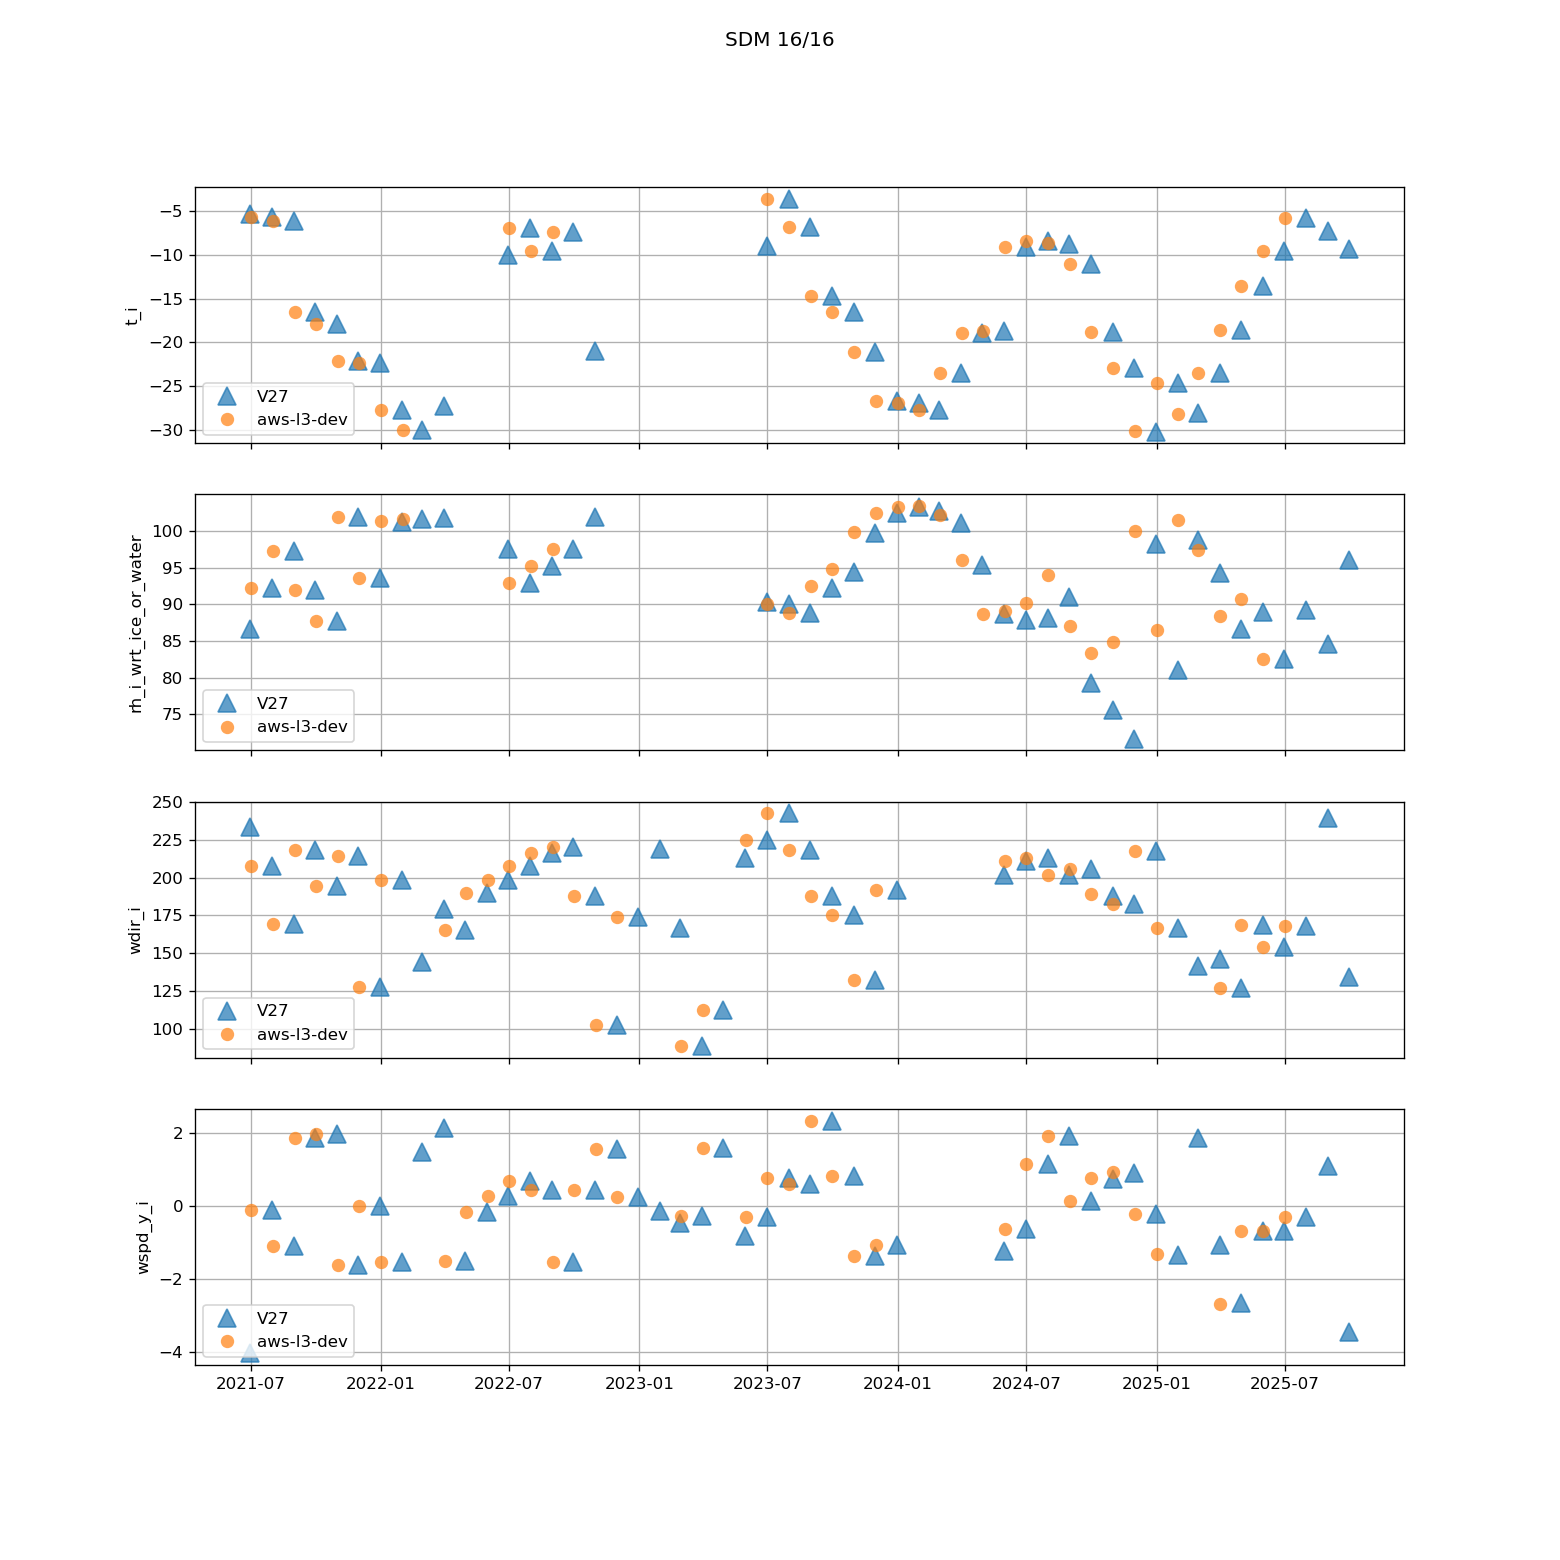 SDM 16/16
−5
−10
−15
−20
−25
−30
t_i
V27
aws-l3-dev
100
95
90
85
80
75
rh_i_wrt_ice_or_water
V27
aws-l3-dev
250
225
200
175
150
125
100
wdir_i
V27
aws-l3-dev
2
0
−2
−4
wspd_y_i
V27
aws-l3-dev
2021-07 2022-01 2022-07 2023-01 2023-07 2024-01 2024-07 2025-01 2025-07